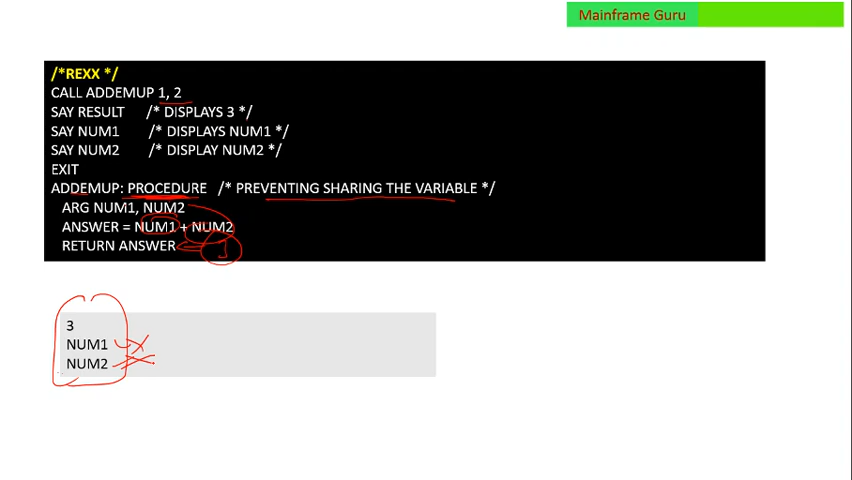 Mainframe Guru
/*REXX */
CALL ADDEMUP 1, 2
SAY RESULT /* DISPLAYS 3 */
SAY NUM1 /* DISPLAYS NUM1 */
SAY NUM2 /* DISPLAY NUM2 */
EXIT
ADDEMUP: PROCEDURE /* PREVENTING SHARING THE VARIABLE */
ARG NUM1, NUM2
ANSWER = NUM1 + NUM2
RETURN ANSWER
3
NUM1
NUM2